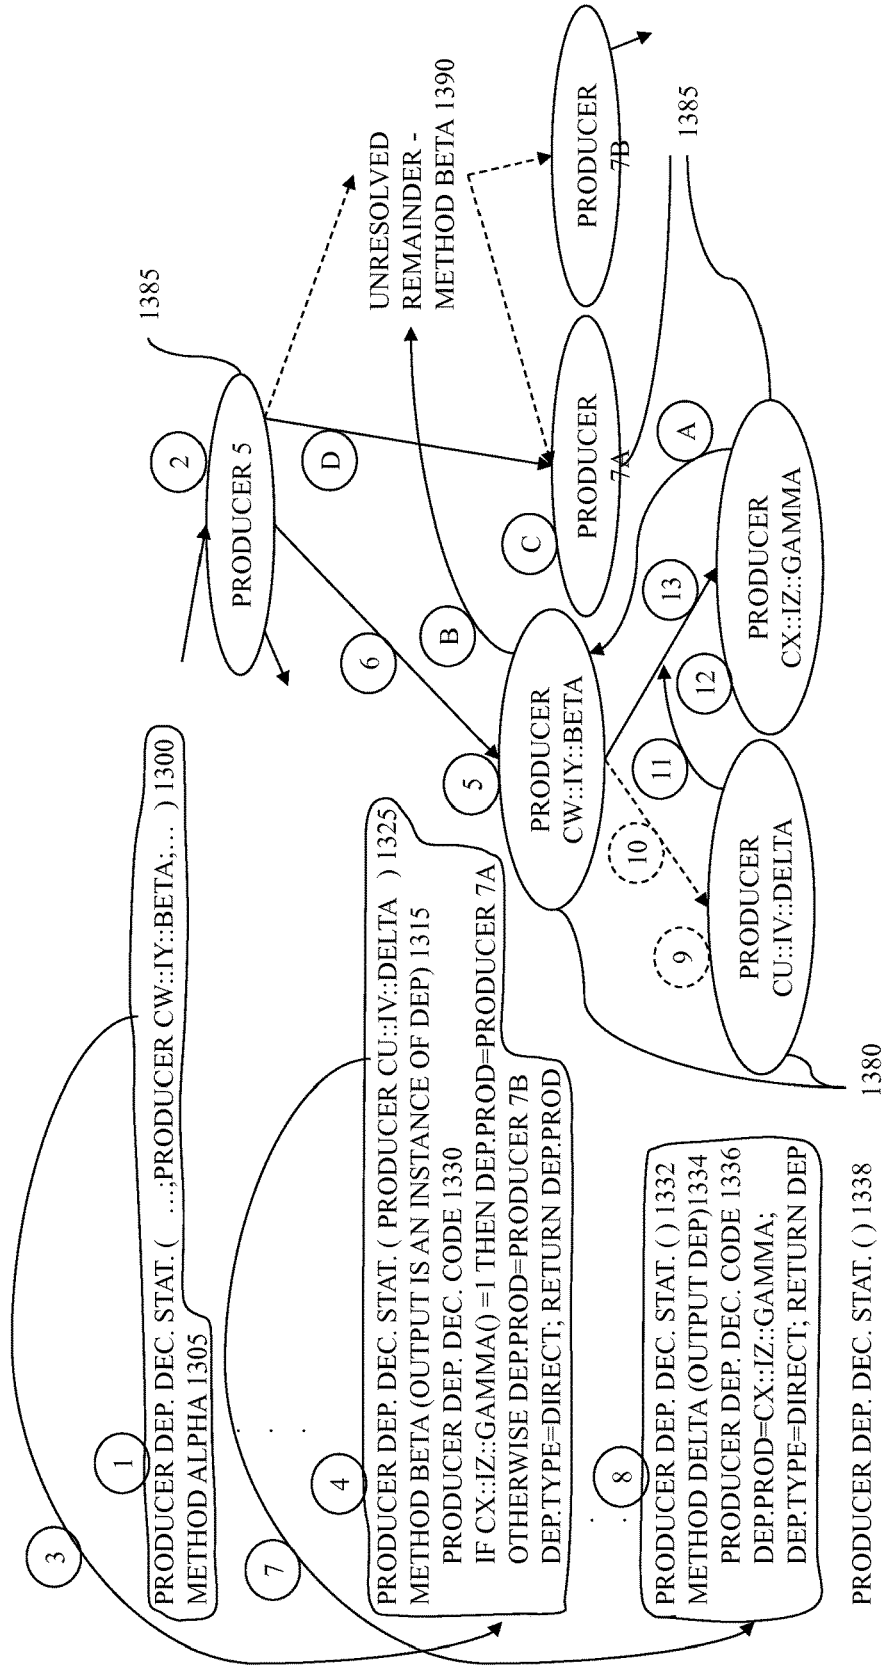 3
1
PRODUCER DEP. DEC. STAT. ( ...,;PRODUCER CW::IY::BETA;,... ) 1300
METHOD ALPHA 1305
7
4
PRODUCER DEP. DEC. STAT. ( PRODUCER CU::IV::DELTA ) 1325
METHOD BETA (OUTPUT IS AN INSTANCE OF DEP) 1315
PRODUCER DEP. DEC. CODE 1330
IF CX::IZ::GAMMA() =1 THEN DEP.PROD=PRODUCER 7A
OTHERWISE DEP.PROD=PRODUCER 7B
DEP.TYPE=DIRECT; RETURN DEP.PROD
8
PRODUCER DEP. DEC. STAT. ( ) 1332
METHOD DELTA (OUTPUT DEP)1334
PRODUCER DEP. DEC. CODE 1336
DEP.PROD=CX::IZ::GAMMA;
DEP.TYPE=DIRECT; RETURN DEP
PRODUCER DEP. DEC. STAT. ( ) 1338
1385
2
PRODUCER 5
D
6
B
UNRESOLVED
REMAINDER -
METHOD BETA 1390
5
PRODUCER
CW::IY::BETA
C
PRODUCER
7A
PRODUCER
7B
1385
A
13
12
11
10
9
PRODUCER
CU::IV::DELTA
PRODUCER
CX::IZ::GAMMA
1380